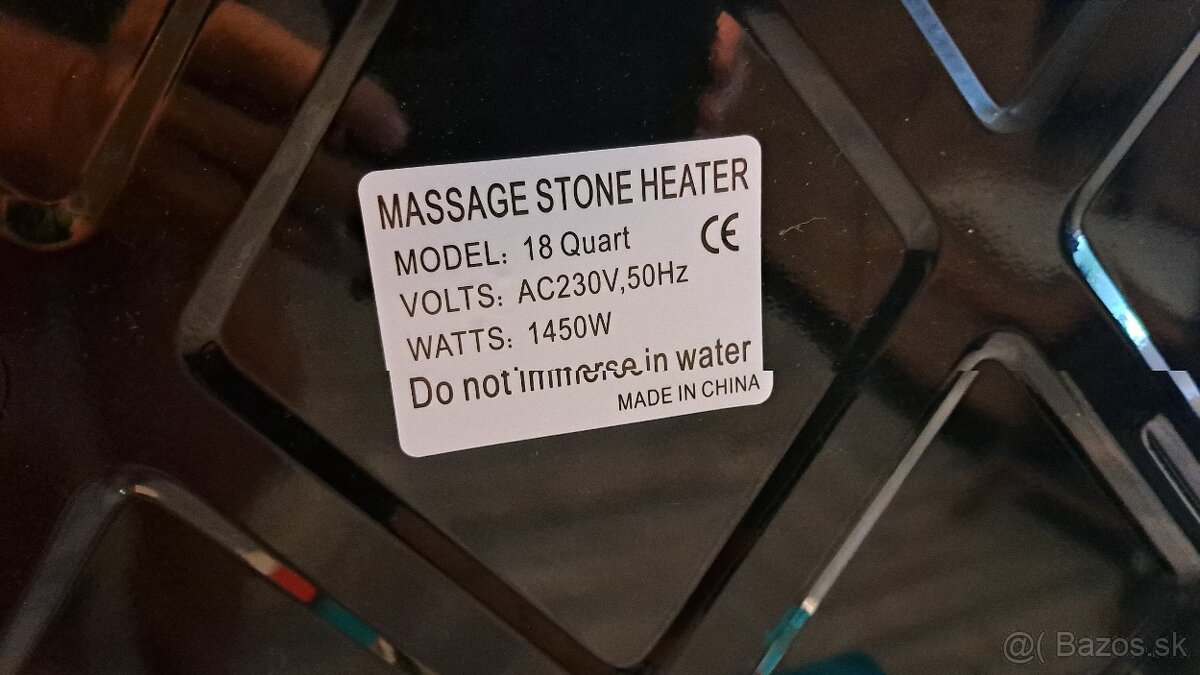 MASSAGE STONE HEATER
MODEL: 18 Quart
CE
VOLTS: AC230V,50Hz
WATTS: 1450W
Do not immerse in water
MADE IN CHINA
@( Bazos.sk